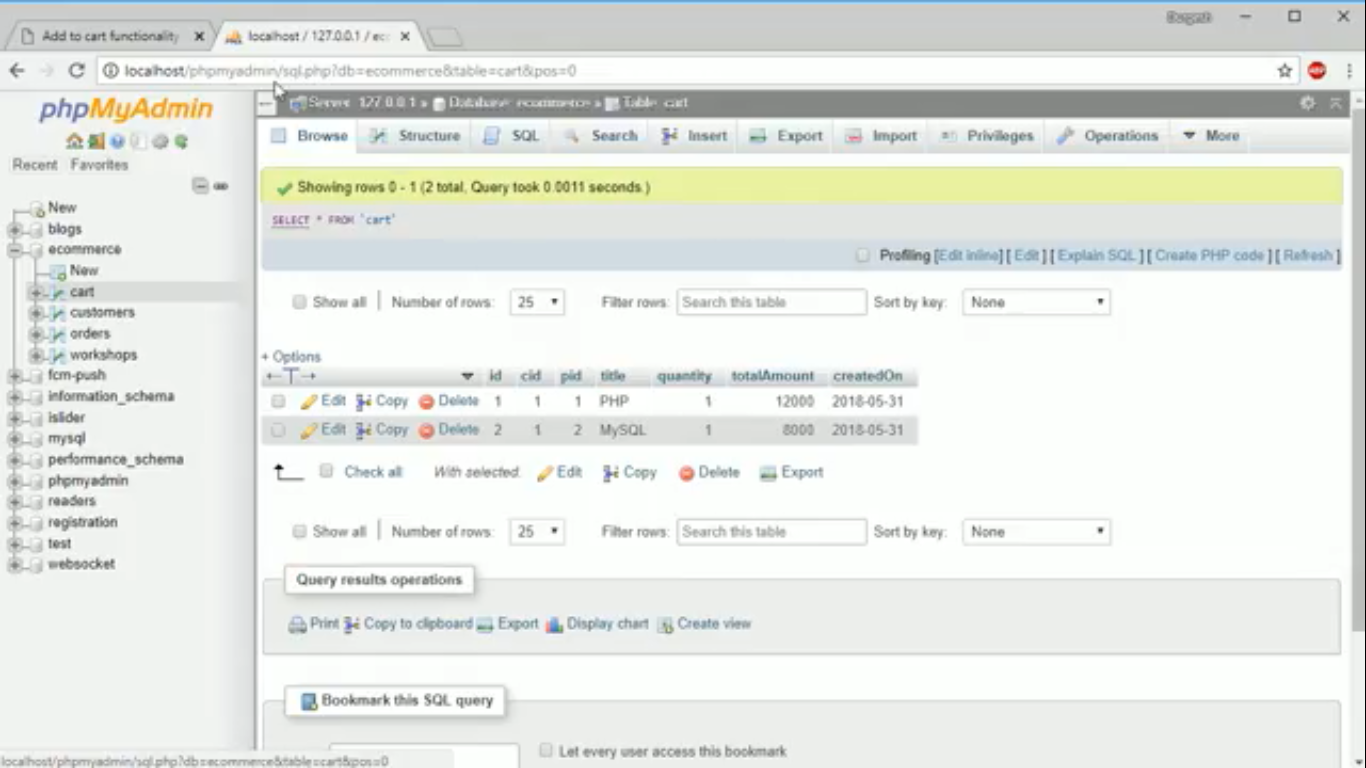 Add to cart functionality
localhost / 127.0.0.1 / ec
localhost/phpmyadmin/sql.php?db=ecommerce&table=cart&pos=0
ABP
phpMyAdmin
Recent Favorites
New
blogs
ecommerce
New
cart
customers
orders
workshops
fcm-push
information_schema
islider
mysql
performance_schema
phpmyadmin
readers
registration
test
websocket
Server: 127.0.0.1 » Database: ecommerce » Table: cart
Browse Structure SQL Search Insert Export Import Privileges Operations More
Showing rows 0 - 1 (2 total, Query took 0.0011 seconds.)
SELECT * FROM `cart`
Profiling [Edit inline] [ Edit ] [ Explain SQL ] [ Create PHP code ] [ Refresh ]
Show all | Number of rows: 25 Filter rows: Search this table Sort by key: None
+ Options
←T→ id cid pid title quantity totalAmount createdOn
Edit Copy Delete 1 1 1 PHP 1 12000 2018-05-31
Edit Copy Delete 2 1 2 MySQL 1 8000 2018-05-31
Check all With selected: Edit Copy Delete Export
Show all | Number of rows: 25 Filter rows: Search this table Sort by key: None
Query results operations
Print Copy to clipboard Export Display chart Create view
Bookmark this SQL query
Let every user access this bookmark
localhost/phpmyadmin/sql.php?db=ecommerce&table=cart&pos=0